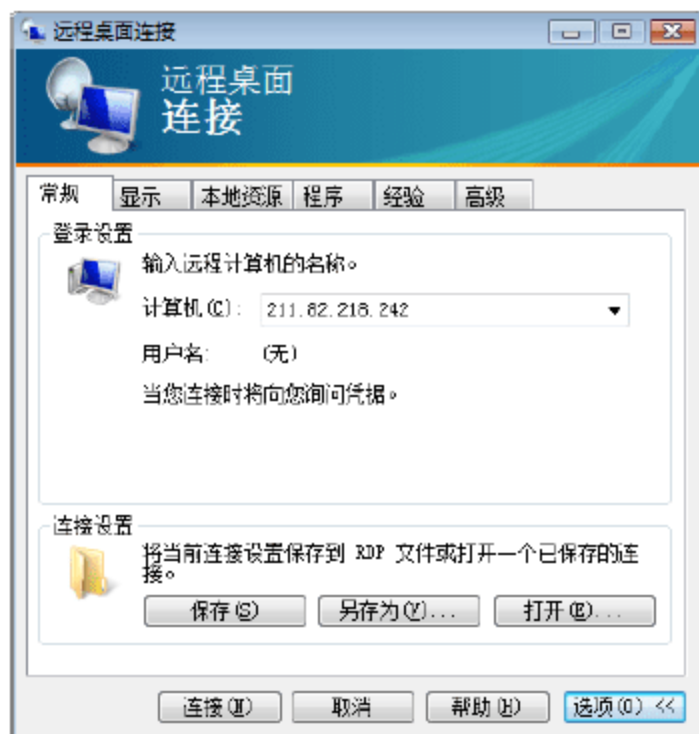 远程桌面连接
远程桌面
连接
常规 显示 本地资源 程序 经验 高级
登录设置
输入远程计算机的名称。
计算机(C): 211.82.218.242
用户名: (无)
当您连接时将向您询问凭据。
连接设置
将当前连接设置保存到 RDP 文件或打开一个已保存的连
接。
保存(S) 另存为(V)... 打开(E)...
连接(N) 取消 帮助(H) 选项(O) <<